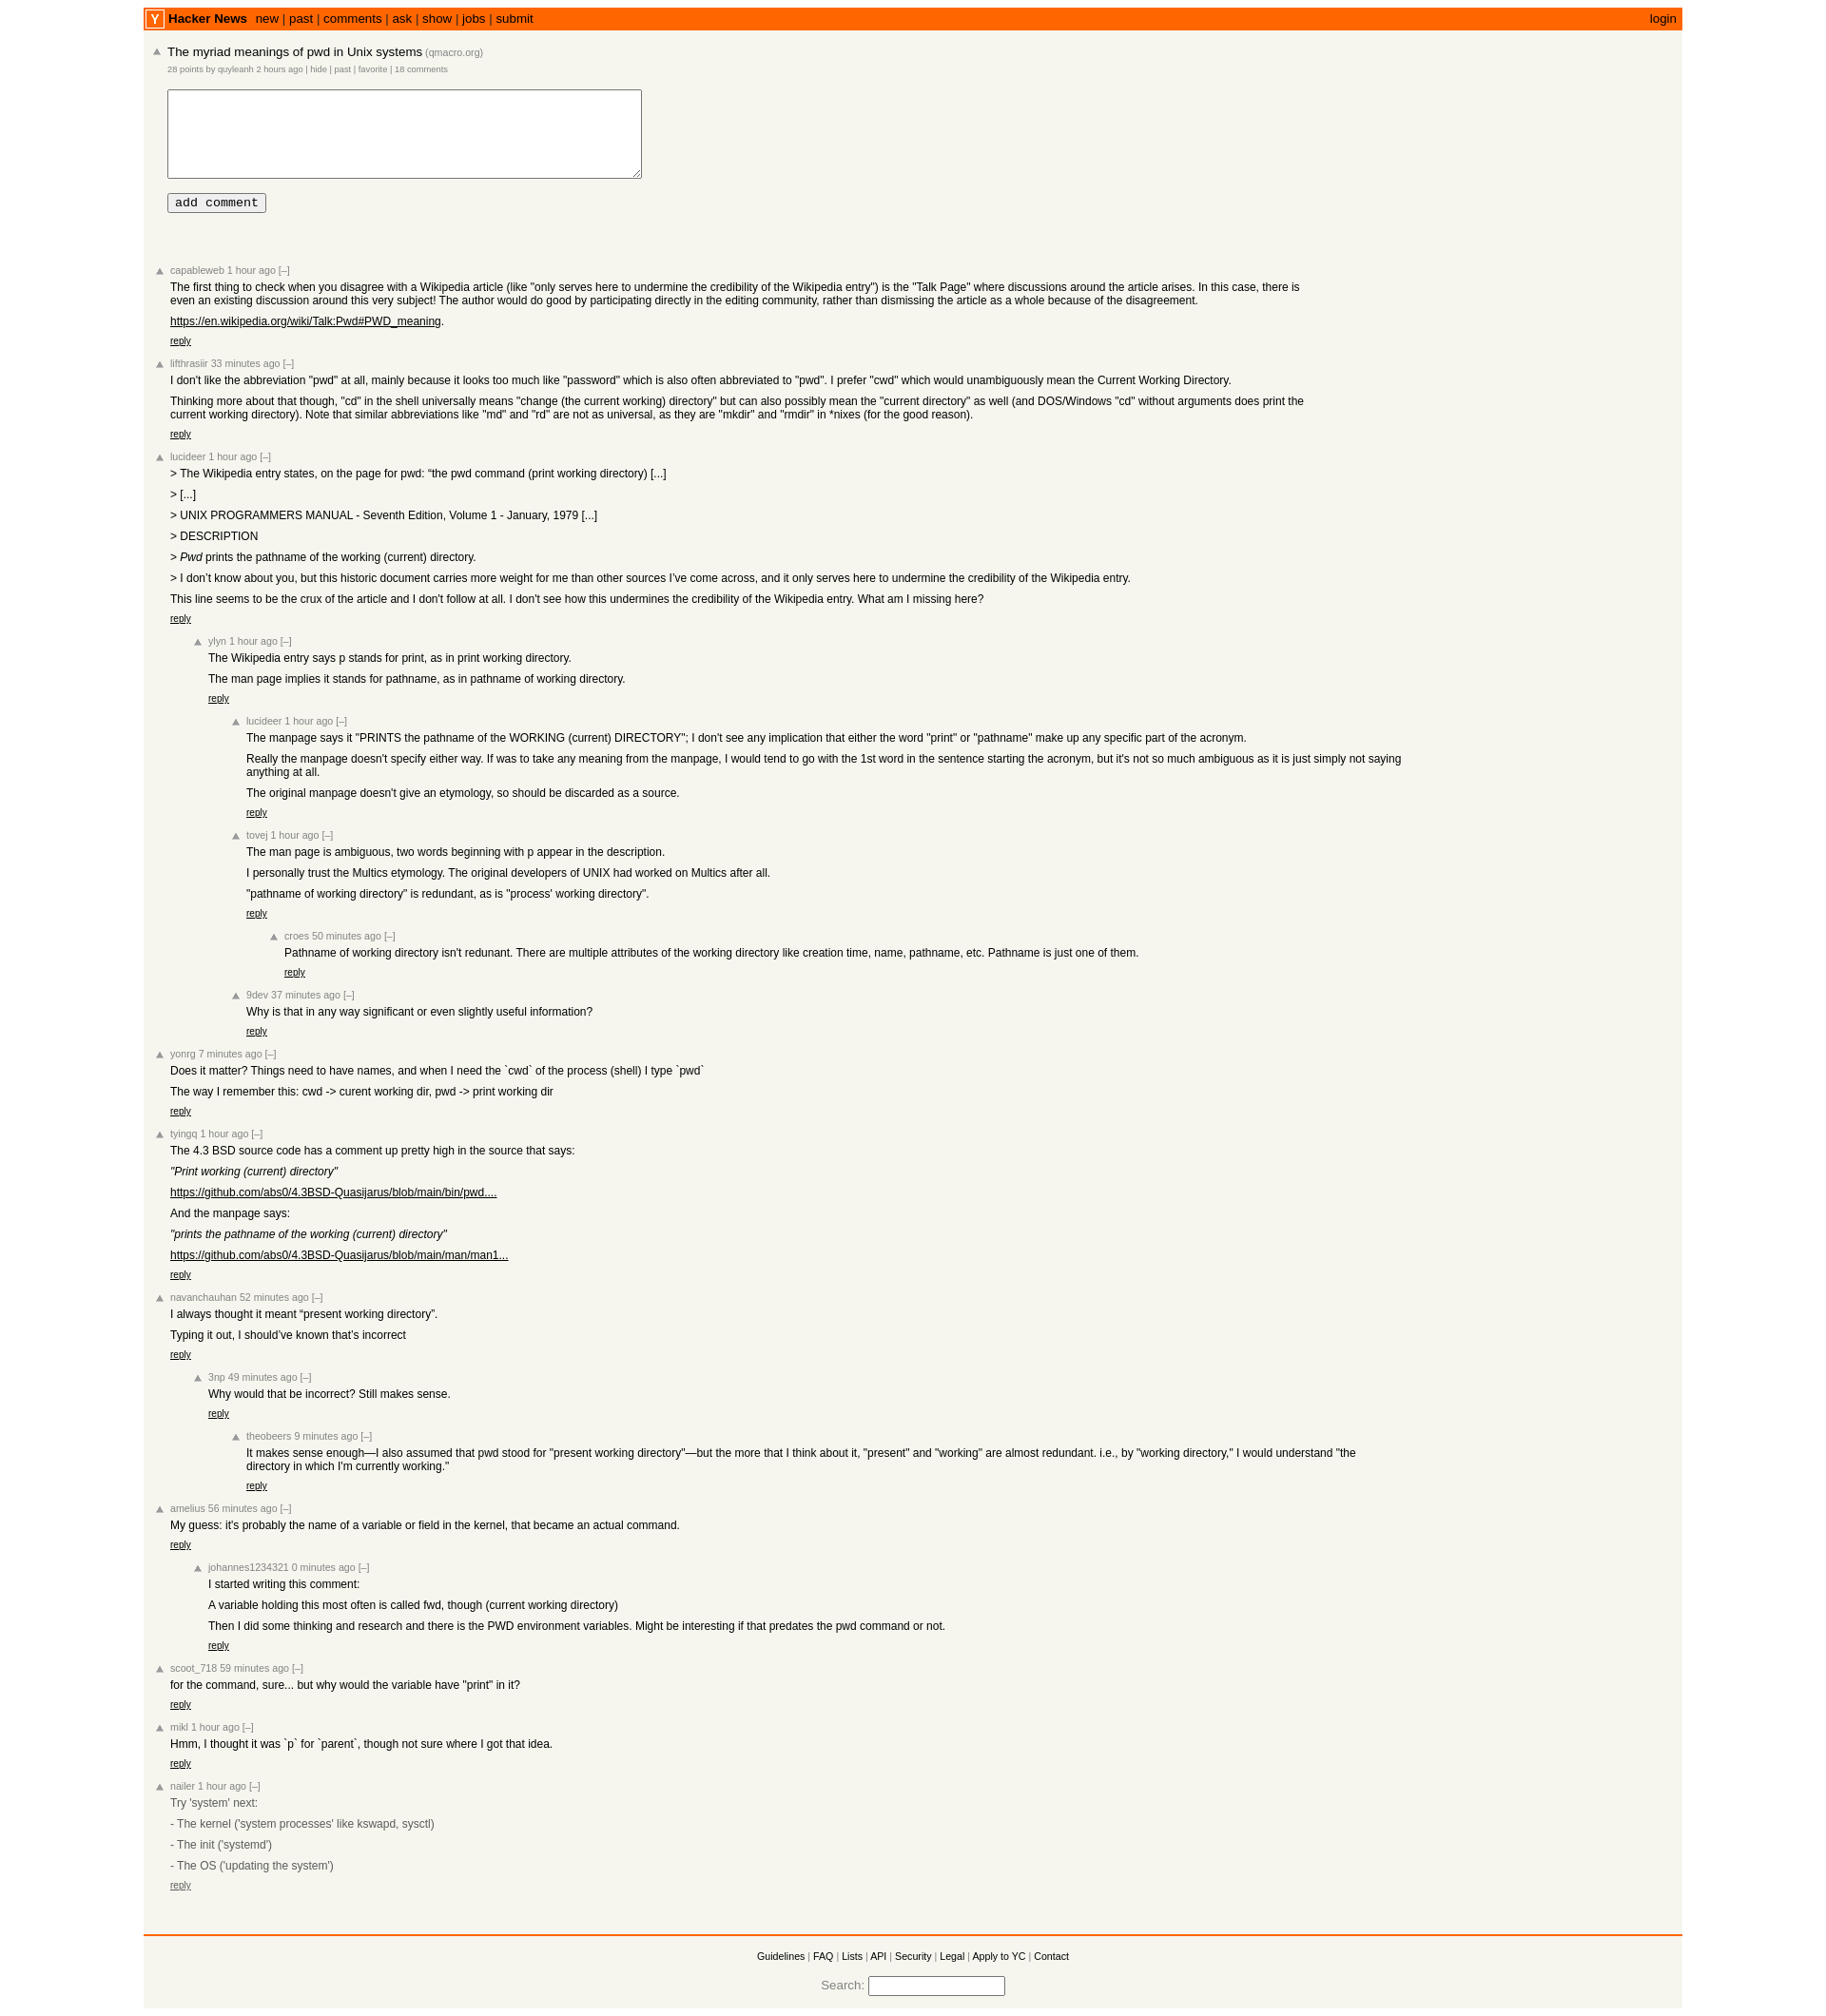 Y Hacker News new | past | comments | ask | show | jobs | submit login
The myriad meanings of pwd in Unix systems (qmacro.org)
28 points by quyleanh 2 hours ago | hide | past | favorite | 18 comments
add comment
capableweb 1 hour ago [–]
The first thing to check when you disagree with a Wikipedia article (like "only serves here to undermine the credibility of the Wikipedia entry") is the "Talk Page" where discussions around the article arises. In this case, there is
even an existing discussion around this very subject! The author would do good by participating directly in the editing community, rather than dismissing the article as a whole because of the disagreement.
https://en.wikipedia.org/wiki/Talk:Pwd#PWD_meaning.
reply
lifthrasiir 33 minutes ago [–]
I don't like the abbreviation "pwd" at all, mainly because it looks too much like "password" which is also often abbreviated to "pwd". I prefer "cwd" which would unambiguously mean the Current Working Directory.
Thinking more about that though, "cd" in the shell universally means "change (the current working) directory" but can also possibly mean the "current directory" as well (and DOS/Windows "cd" without arguments does print the
current working directory). Note that similar abbreviations like "md" and "rd" are not as universal, as they are "mkdir" and "rmdir" in *nixes (for the good reason).
reply
lucideer 1 hour ago [–]
> The Wikipedia entry states, on the page for pwd: “the pwd command (print working directory) [...]
> [...]
> UNIX PROGRAMMERS MANUAL - Seventh Edition, Volume 1 - January, 1979 [...]
> DESCRIPTION
> Pwd prints the pathname of the working (current) directory.
> I don’t know about you, but this historic document carries more weight for me than other sources I’ve come across, and it only serves here to undermine the credibility of the Wikipedia entry.
This line seems to be the crux of the article and I don't follow at all. I don't see how this undermines the credibility of the Wikipedia entry. What am I missing here?
reply
ylyn 1 hour ago [–]
The Wikipedia entry says p stands for print, as in print working directory.
The man page implies it stands for pathname, as in pathname of working directory.
reply
lucideer 1 hour ago [–]
The manpage says it "PRINTS the pathname of the WORKING (current) DIRECTORY"; I don't see any implication that either the word "print" or "pathname" make up any specific part of the acronym.
Really the manpage doesn't specify either way. If was to take any meaning from the manpage, I would tend to go with the 1st word in the sentence starting the acronym, but it's not so much ambiguous as it is just simply not saying
anything at all.
The original manpage doesn't give an etymology, so should be discarded as a source.
reply
tovej 1 hour ago [–]
The man page is ambiguous, two words beginning with p appear in the description.
I personally trust the Multics etymology. The original developers of UNIX had worked on Multics after all.
"pathname of working directory" is redundant, as is "process' working directory".
reply
croes 50 minutes ago [–]
Pathname of working directory isn't redunant. There are multiple attributes of the working directory like creation time, name, pathname, etc. Pathname is just one of them.
reply
9dev 37 minutes ago [–]
Why is that in any way significant or even slightly useful information?
reply
yonrg 7 minutes ago [–]
Does it matter? Things need to have names, and when I need the `cwd` of the process (shell) I type `pwd`
The way I remember this: cwd -> curent working dir, pwd -> print working dir
reply
tyingq 1 hour ago [–]
The 4.3 BSD source code has a comment up pretty high in the source that says:
"Print working (current) directory"
https://github.com/abs0/4.3BSD-Quasijarus/blob/main/bin/pwd....
And the manpage says:
"prints the pathname of the working (current) directory"
https://github.com/abs0/4.3BSD-Quasijarus/blob/main/man/man1...
reply
navanchauhan 52 minutes ago [–]
I always thought it meant “present working directory”.
Typing it out, I should’ve known that’s incorrect
reply
3np 49 minutes ago [–]
Why would that be incorrect? Still makes sense.
reply
theobeers 9 minutes ago [–]
It makes sense enough—I also assumed that pwd stood for "present working directory"—but the more that I think about it, "present" and "working" are almost redundant. i.e., by "working directory," I would understand "the
directory in which I'm currently working."
reply
amelius 56 minutes ago [–]
My guess: it's probably the name of a variable or field in the kernel, that became an actual command.
reply
johannes1234321 0 minutes ago [–]
I started writing this comment:
A variable holding this most often is called fwd, though (current working directory)
Then I did some thinking and research and there is the PWD environment variables. Might be interesting if that predates the pwd command or not.
reply
scoot_718 59 minutes ago [–]
for the command, sure... but why would the variable have "print" in it?
reply
mikl 1 hour ago [–]
Hmm, I thought it was `p` for `parent`, though not sure where I got that idea.
reply
nailer 1 hour ago [–]
Try 'system' next:
- The kernel ('system processes' like kswapd, sysctl)
- The init ('systemd')
- The OS ('updating the system')
reply
Guidelines | FAQ | Lists | API | Security | Legal | Apply to YC | Contact
Search: